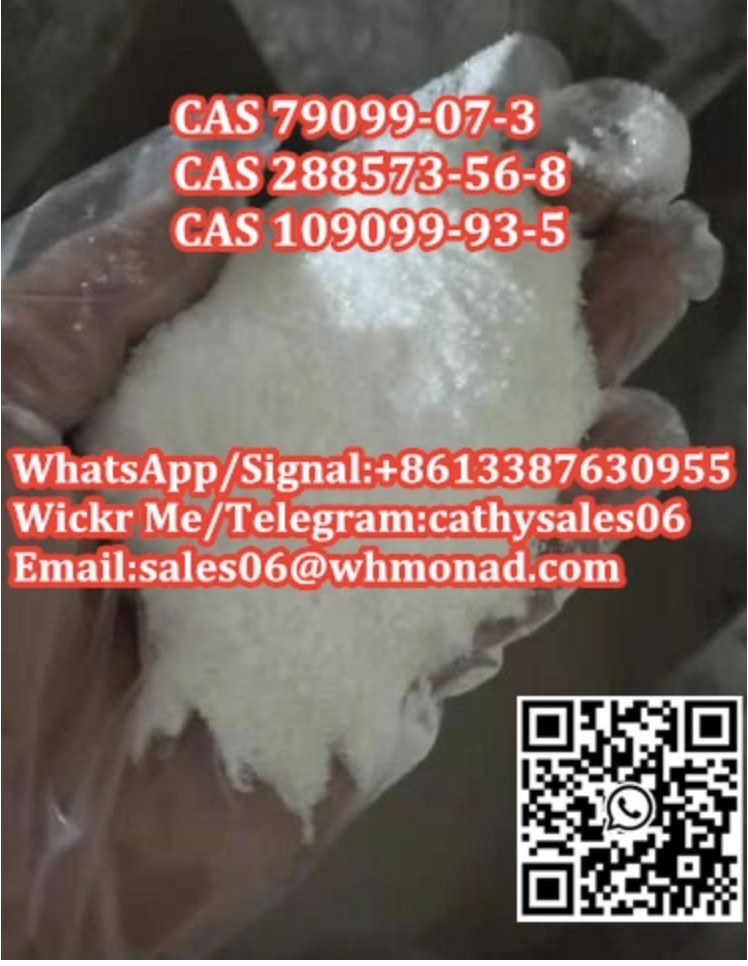 CAS 79099-07-3
CAS 288573-56-8
CAS 109099-93-5
WhatsApp/Signal:+8613387630955
Wickr Me/Telegram:cathysales06
Email:sales06@whmonad.com